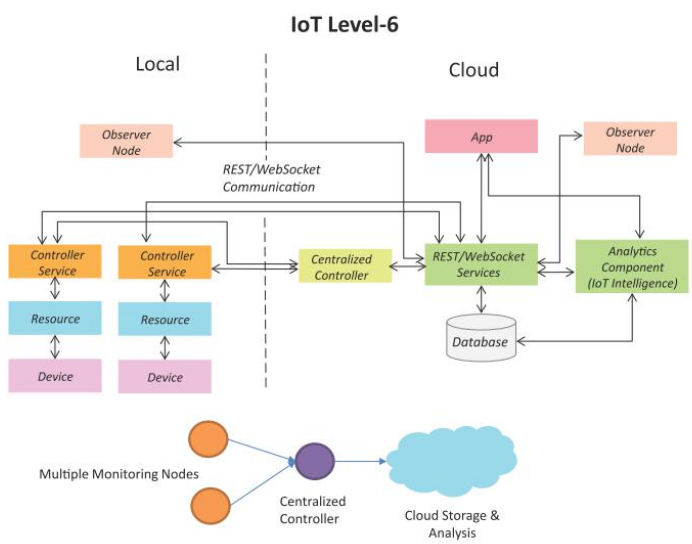 IoT Level-6
Local
Cloud
Observer
Node
App
Observer
Node
REST/WebSocket
Communication
Controller
Service
Controller
Service
Centralized
Controller
REST/WebSocket
Services
Analytics
Component
(IoT Intelligence)
Resource
Resource
Database
Device
Device
Multiple Monitoring Nodes
Centralized
Controller
Cloud Storage &
Analysis